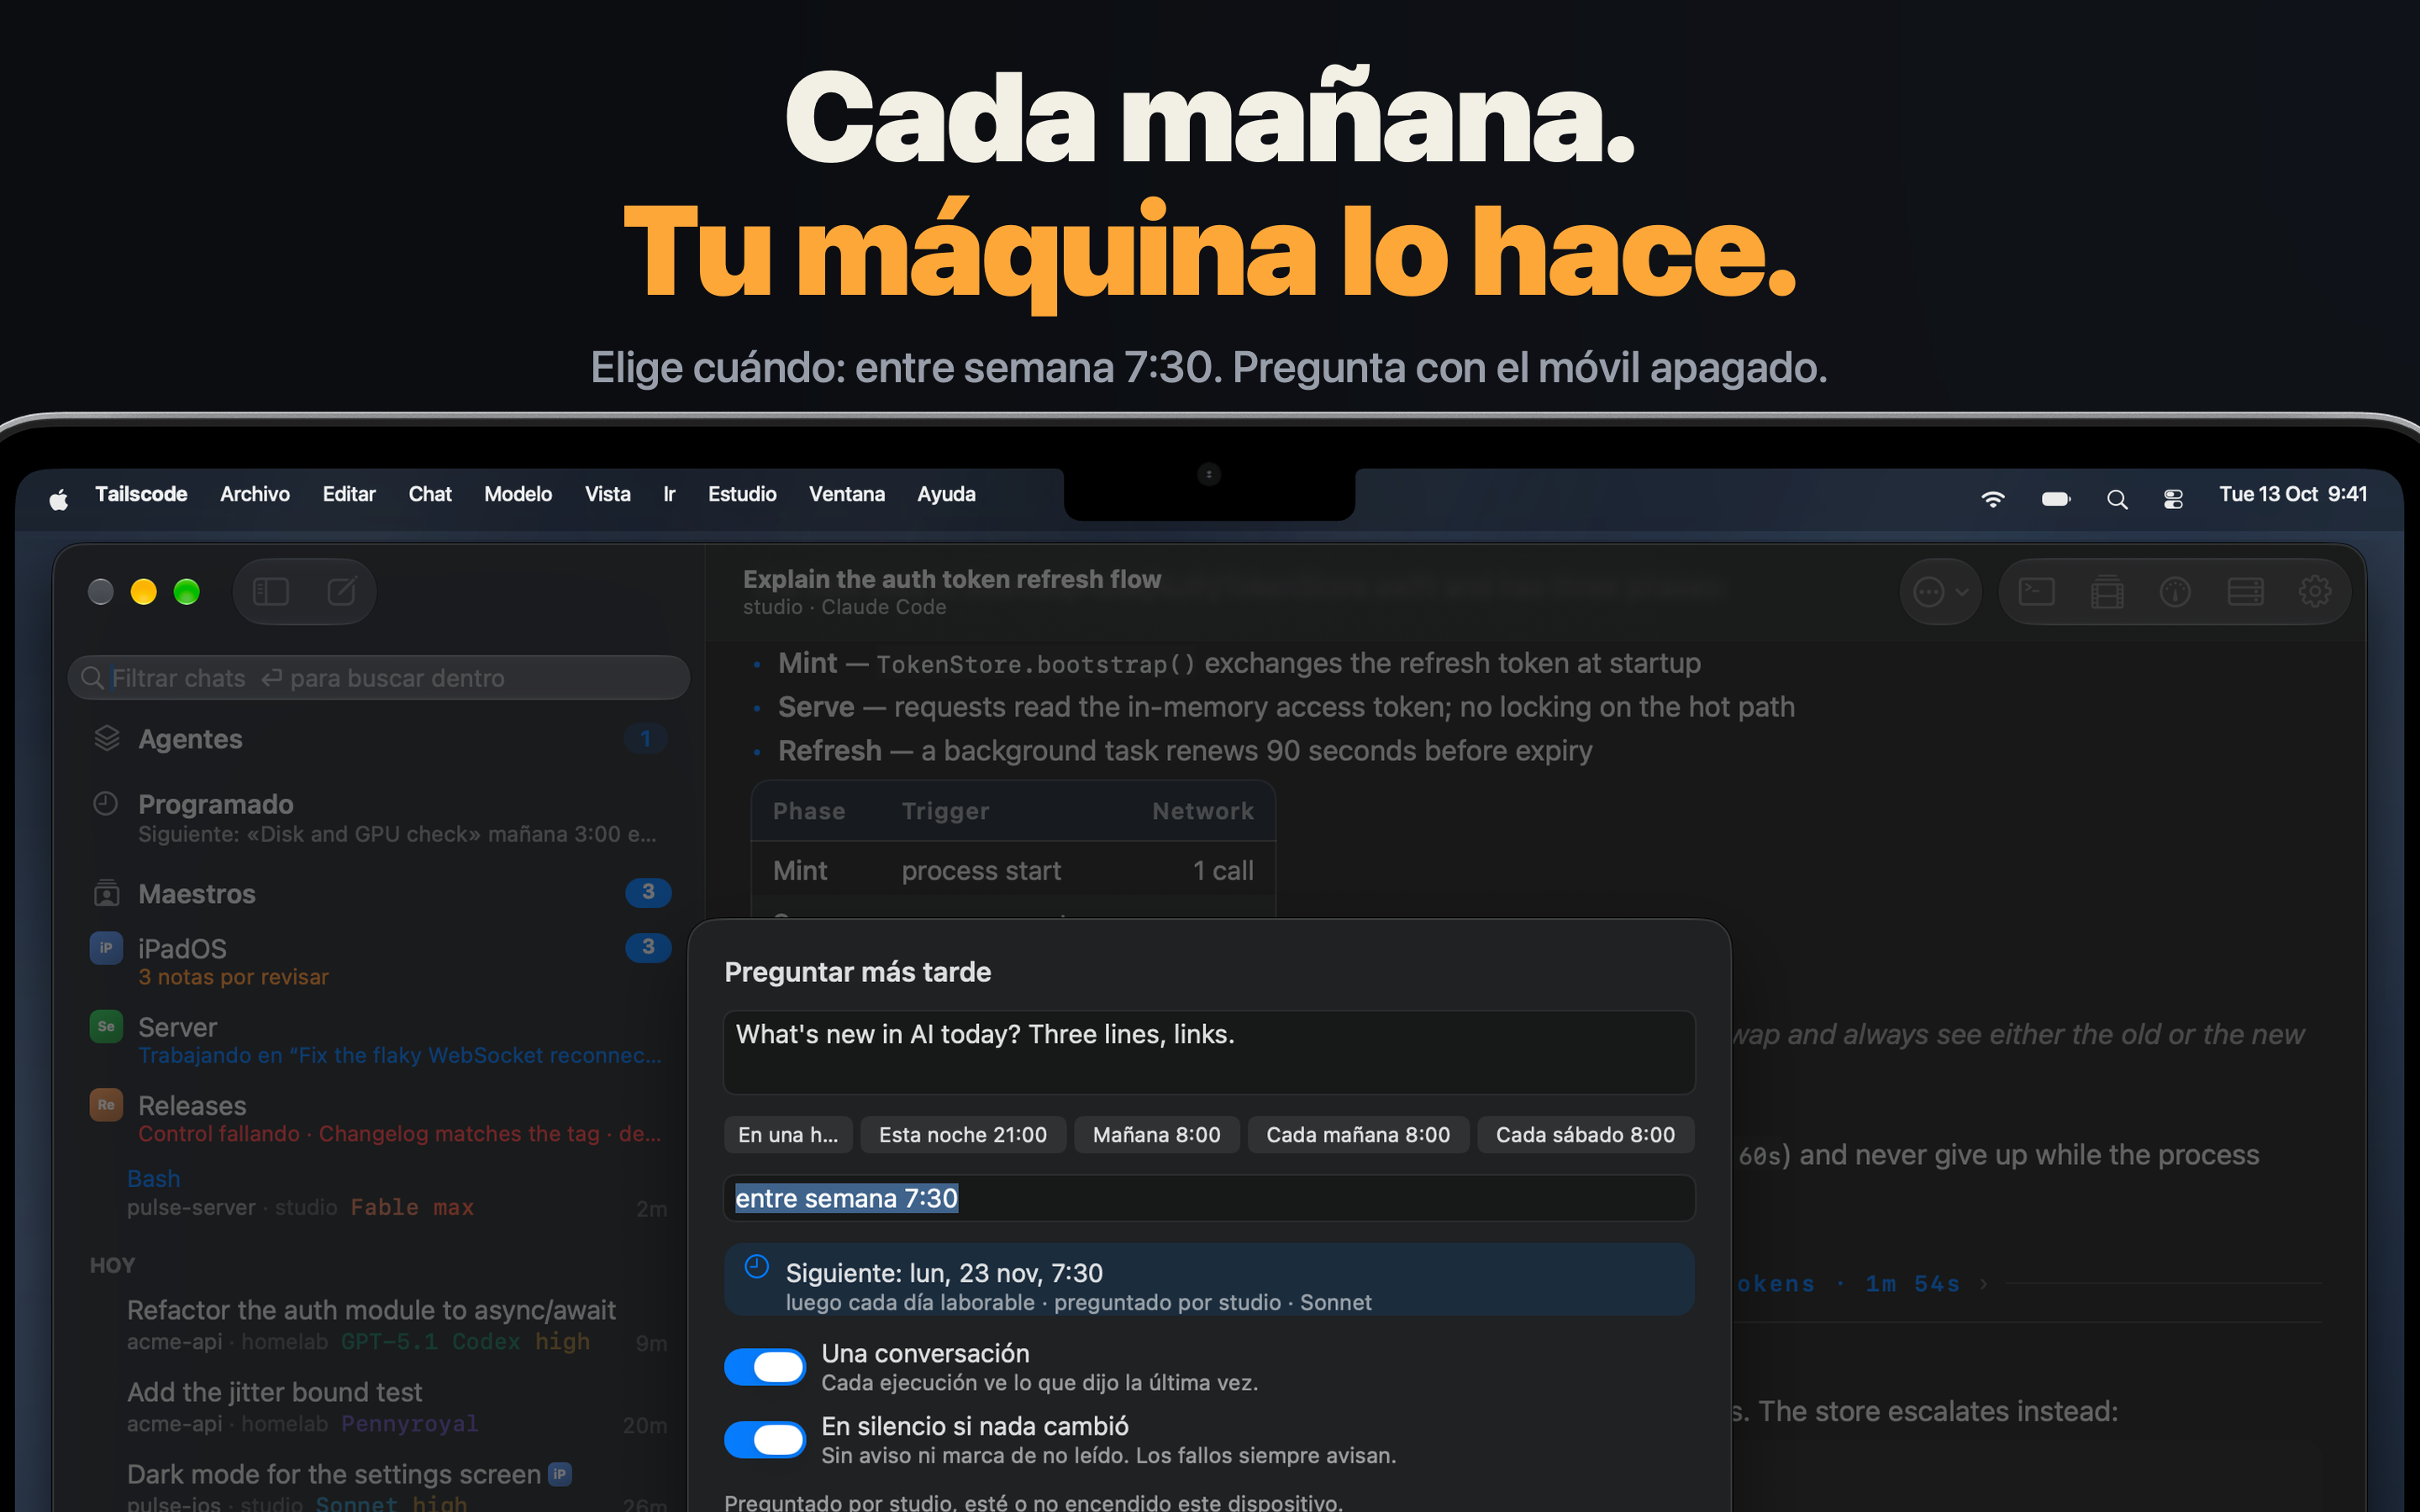 Cada mañana.
Tu máquina lo hace.
Elige cuándo: entre semana 7:30. Pregunta con el móvil apagado.
Tailscode Archivo Editar Chat Modelo Vista Ir Estudio Ventana Ayuda
Tue 13 Oct 9:41
Explain the auth token refresh flow
studio · Claude Code
Filtrar chats ↩ para buscar dentro
Agentes 1
Programado
Siguiente: «Disk and GPU check» mañana 3:00 e...
Maestros 3
iP iPadOS 3
3 notas por revisar
Se Server
Trabajando en “Fix the flaky WebSocket reconnec...
Re Releases
Control fallando · Changelog matches the tag · de...
Bash
pulse-server · studio Fable max 2m
HOY
Refactor the auth module to async/await
acme-api · homelab GPT-5.1 Codex high 9m
Add the jitter bound test
acme-api · homelab Pennyroyal 20m
Dark mode for the settings screen iP
pulse-ios · studio Sonnet high 26m
• Mint — TokenStore.bootstrap() exchanges the refresh token at startup
• Serve — requests read the in-memory access token; no locking on the hot path
• Refresh — a background task renews 90 seconds before expiry
Phase Trigger Network
Mint process start 1 call
wap and always see either the old or the new
60s) and never give up while the process
okens · 1m 54s ›
s. The store escalates instead:
Preguntar más tarde
What's new in AI today? Three lines, links.
En una h... Esta noche 21:00 Mañana 8:00 Cada mañana 8:00 Cada sábado 8:00
entre semana 7:30
Siguiente: lun, 23 nov, 7:30
luego cada día laborable · preguntado por studio · Sonnet
Una conversación
Cada ejecución ve lo que dijo la última vez.
En silencio si nada cambió
Sin aviso ni marca de no leído. Los fallos siempre avisan.
Preguntado por studio, esté o no encendido este dispositivo.